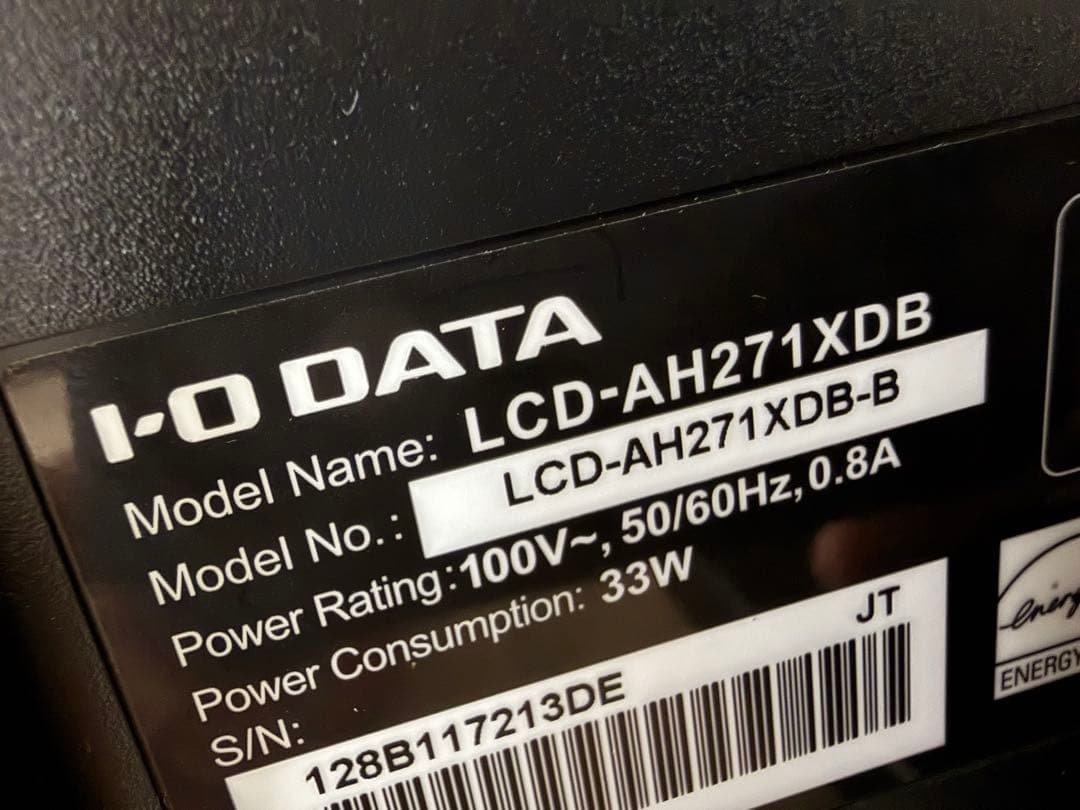 I-O DATA
Model Name: LCD-AH271XDB
Model No.: LCD-AH271XDB-B
Power Rating:100V~, 50/60Hz, 0.8A
Power Consumption: 33W
S/N:
JT
128B117213DE
energy
ENERGY